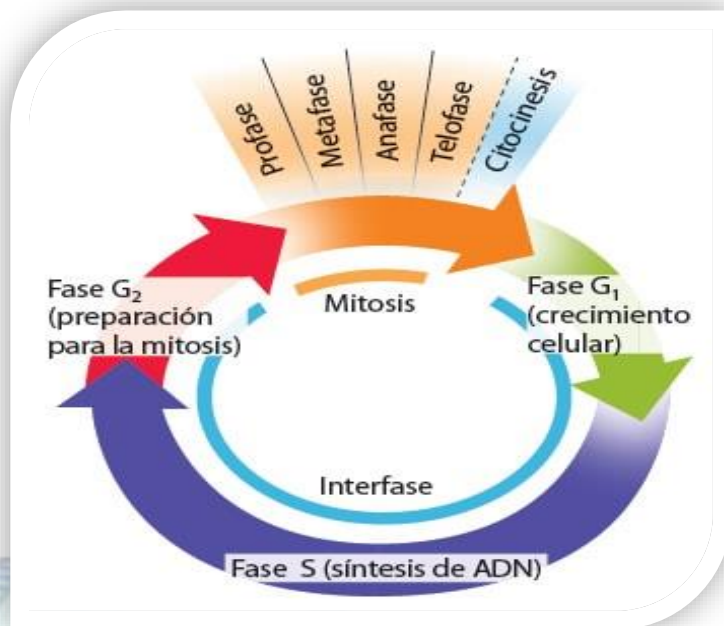 Profase
Metafase
Anafase
Telofase
Citocinesis
Fase G₂
(preparación
para la mitosis)
Mitosis
Fase G₁
(crecimiento
celular)
Interfase
Fase S (síntesis de ADN)